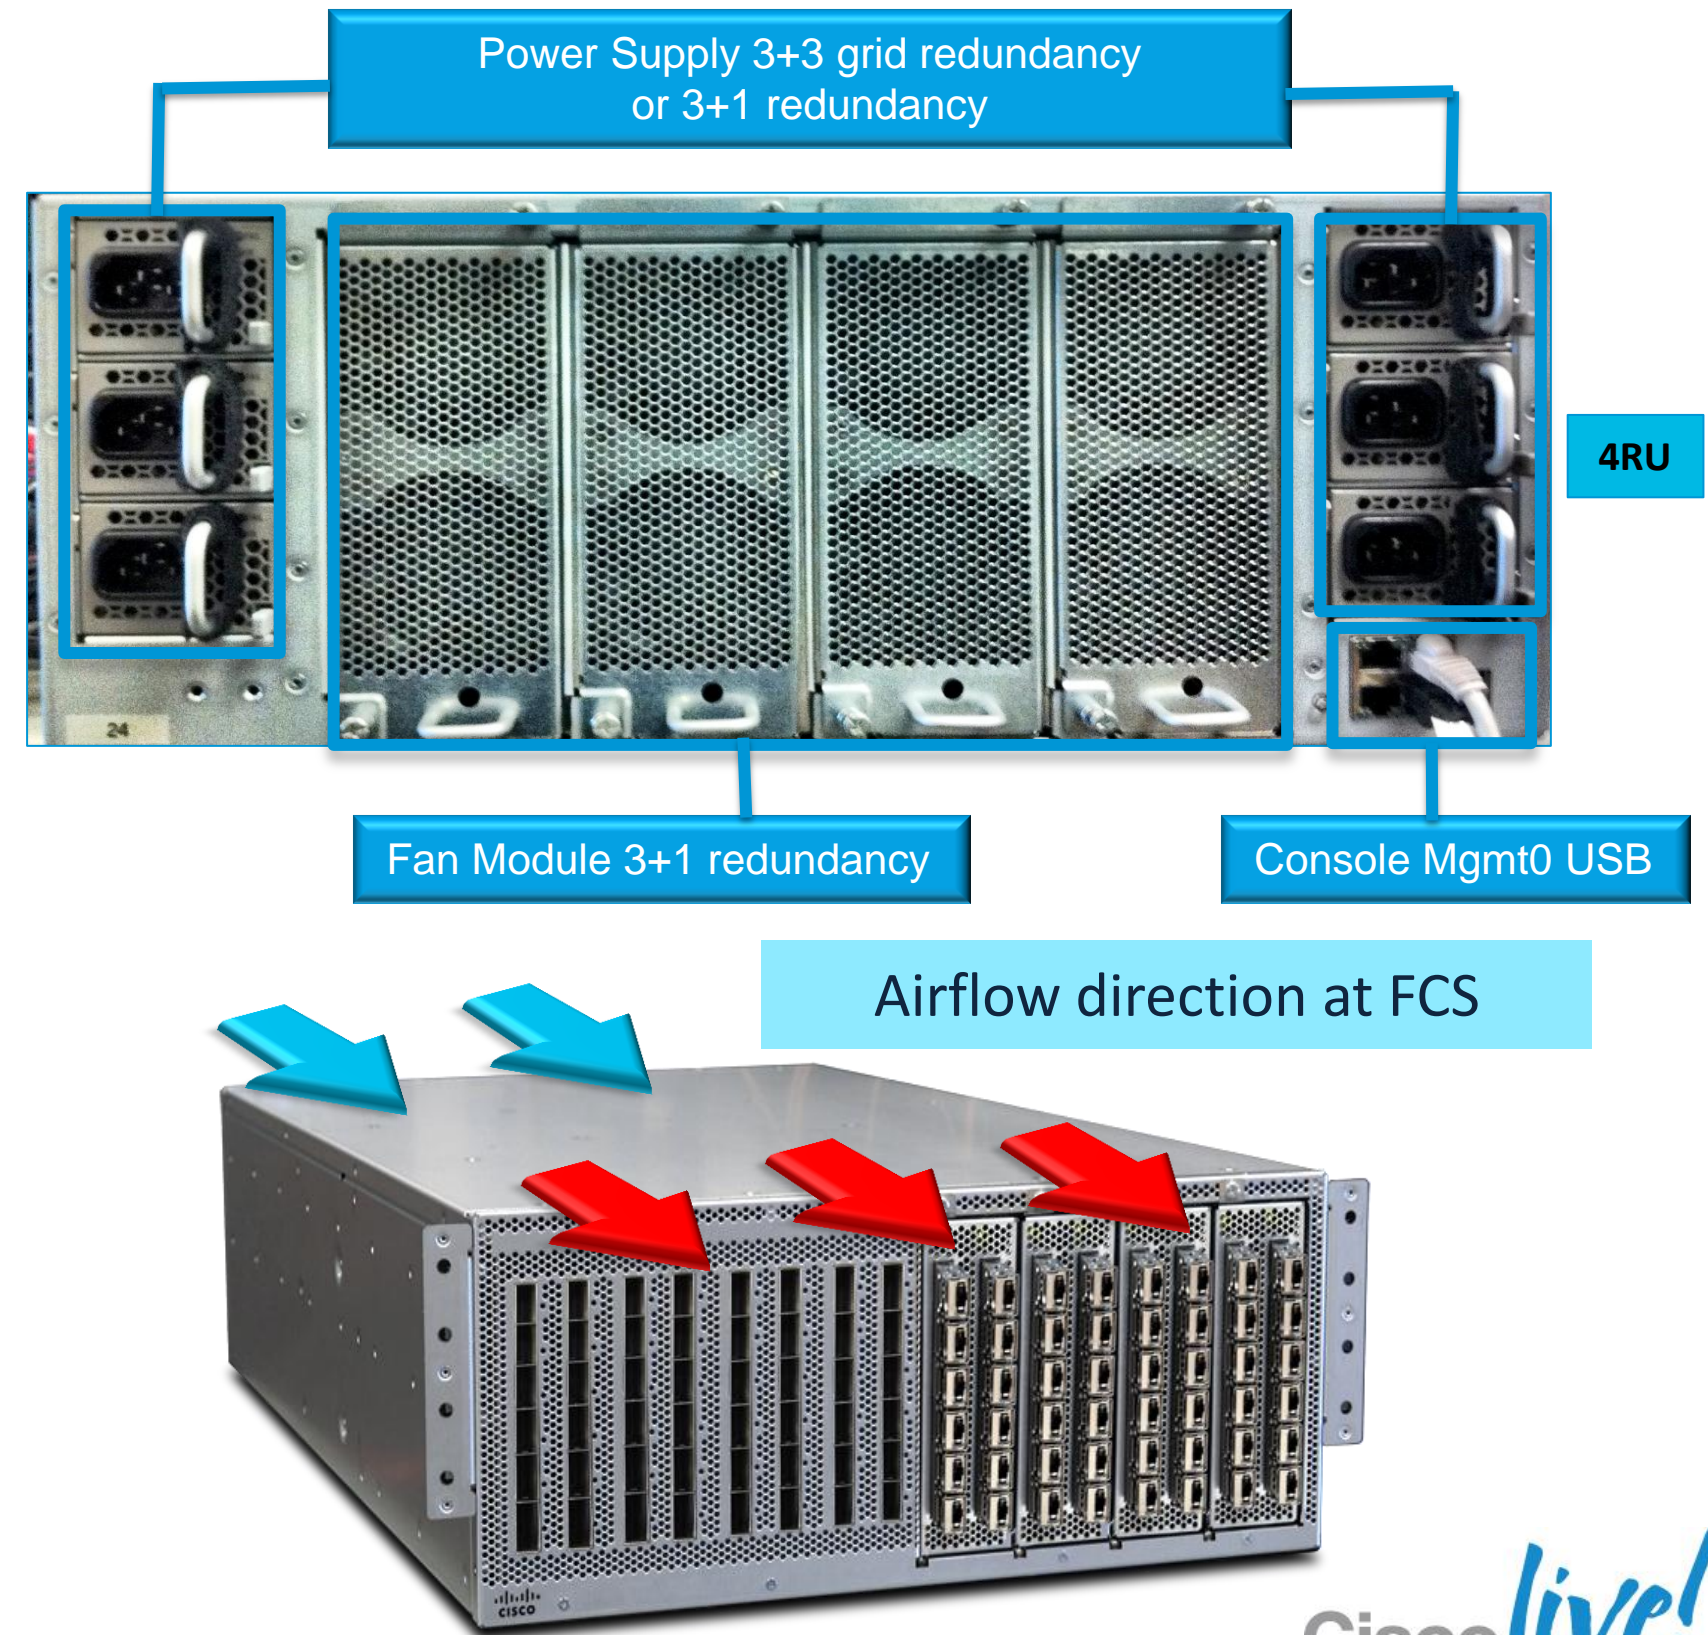 Power Supply 3+3 grid redundancy
or 3+1 redundancy
4RU
24
Fan Module 3+1 redundancy
Console Mgmt0 USB
Airflow direction at FCS
CISCO
Cisco live!